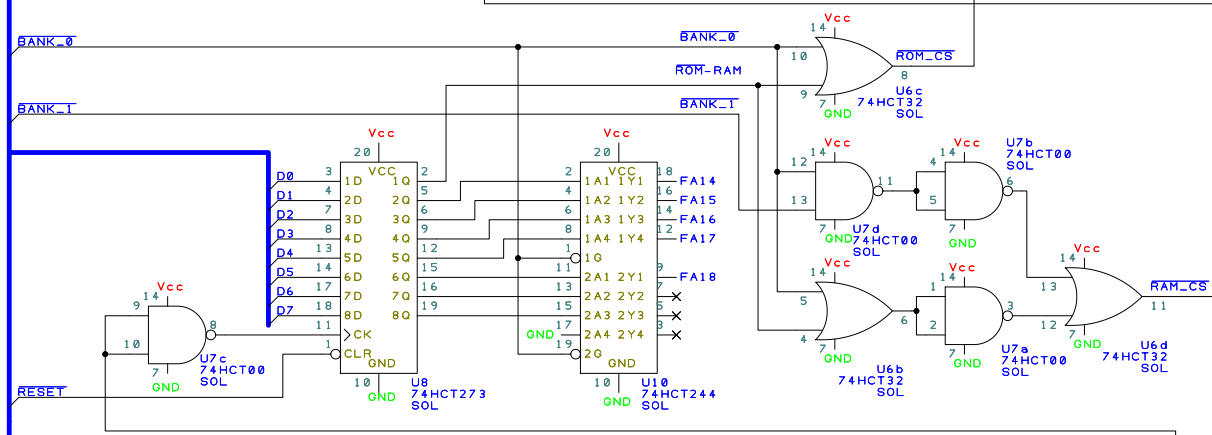 Vcc
14
BANK_0
BANK_0
10
ROM_CS
8
ROM-RAM
9
U6c
74HCT32
SOL
7
GND
BANK_1
BANK_1
Vcc
20
Vcc
20
Vcc
14
Vcc
14
U7b
74HCT00
SOL
VCC
VCC
D0 3 1D 1Q 2
2 1A1 1Y1 18 FA14
D1 4 2D 2Q 5
4 1A2 1Y2 16 FA15
D2 7 3D 3Q 6
6 1A3 1Y3 14 FA16
D3 8 4D 4Q 9
8 1A4 1Y4 12 FA17
D4 13 5D 5Q 12
1 1G
D5 14 6D 6Q 15
11 2A1 2Y1 9 FA18
D6 17 7D 7Q 16
13 2A2 2Y2 7
D7 18 8D 8Q 19
15 2A3 2Y3 5
11 CK
GND 17 2A4 2Y4 3
1 CLR
19 2G
GND
GND
10
GND
10
GND
U8
74HCT273
SOL
U10
74HCT244
SOL
12
13
11
7
GND
U7d
74HCT00
SOL
4
5
6
7
GND
Vcc
14
9
10
8
7
GND
U7c
74HCT00
SOL
RESET
Vcc
14
5
4
6
7
GND
U6b
74HCT32
SOL
Vcc
14
1
2
3
7
GND
U7a
74HCT00
SOL
Vcc
14
13
12
RAM_CS
11
7
GND
U6d
74HCT32
SOL